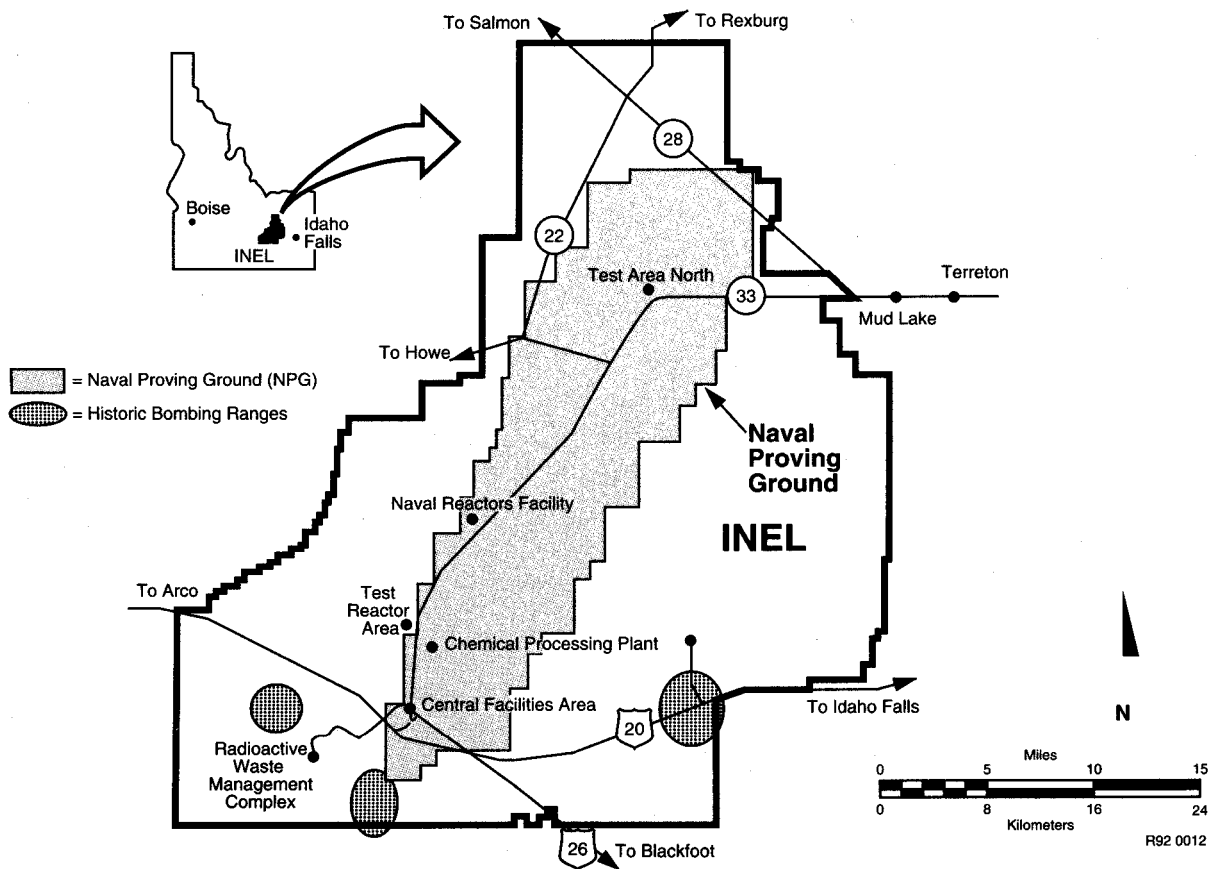 To Salmon
To Rexburg
28
Boise
Idaho
Falls
INEL
22
Test Area North
33
Terreton
Mud Lake
To Howe
= Naval Proving Ground (NPG)
= Historic Bombing Ranges
Naval
Proving
Ground
Naval Reactors Facility
INEL
To Arco
Test
Reactor
Area
Chemical Processing Plant
Central Facilities Area
To Idaho Falls
20
N
Radioactive
Waste
Management
Complex
Miles
0 5 10 15
0 8 16 24
Kilometers
R92 0012
26
To Blackfoot